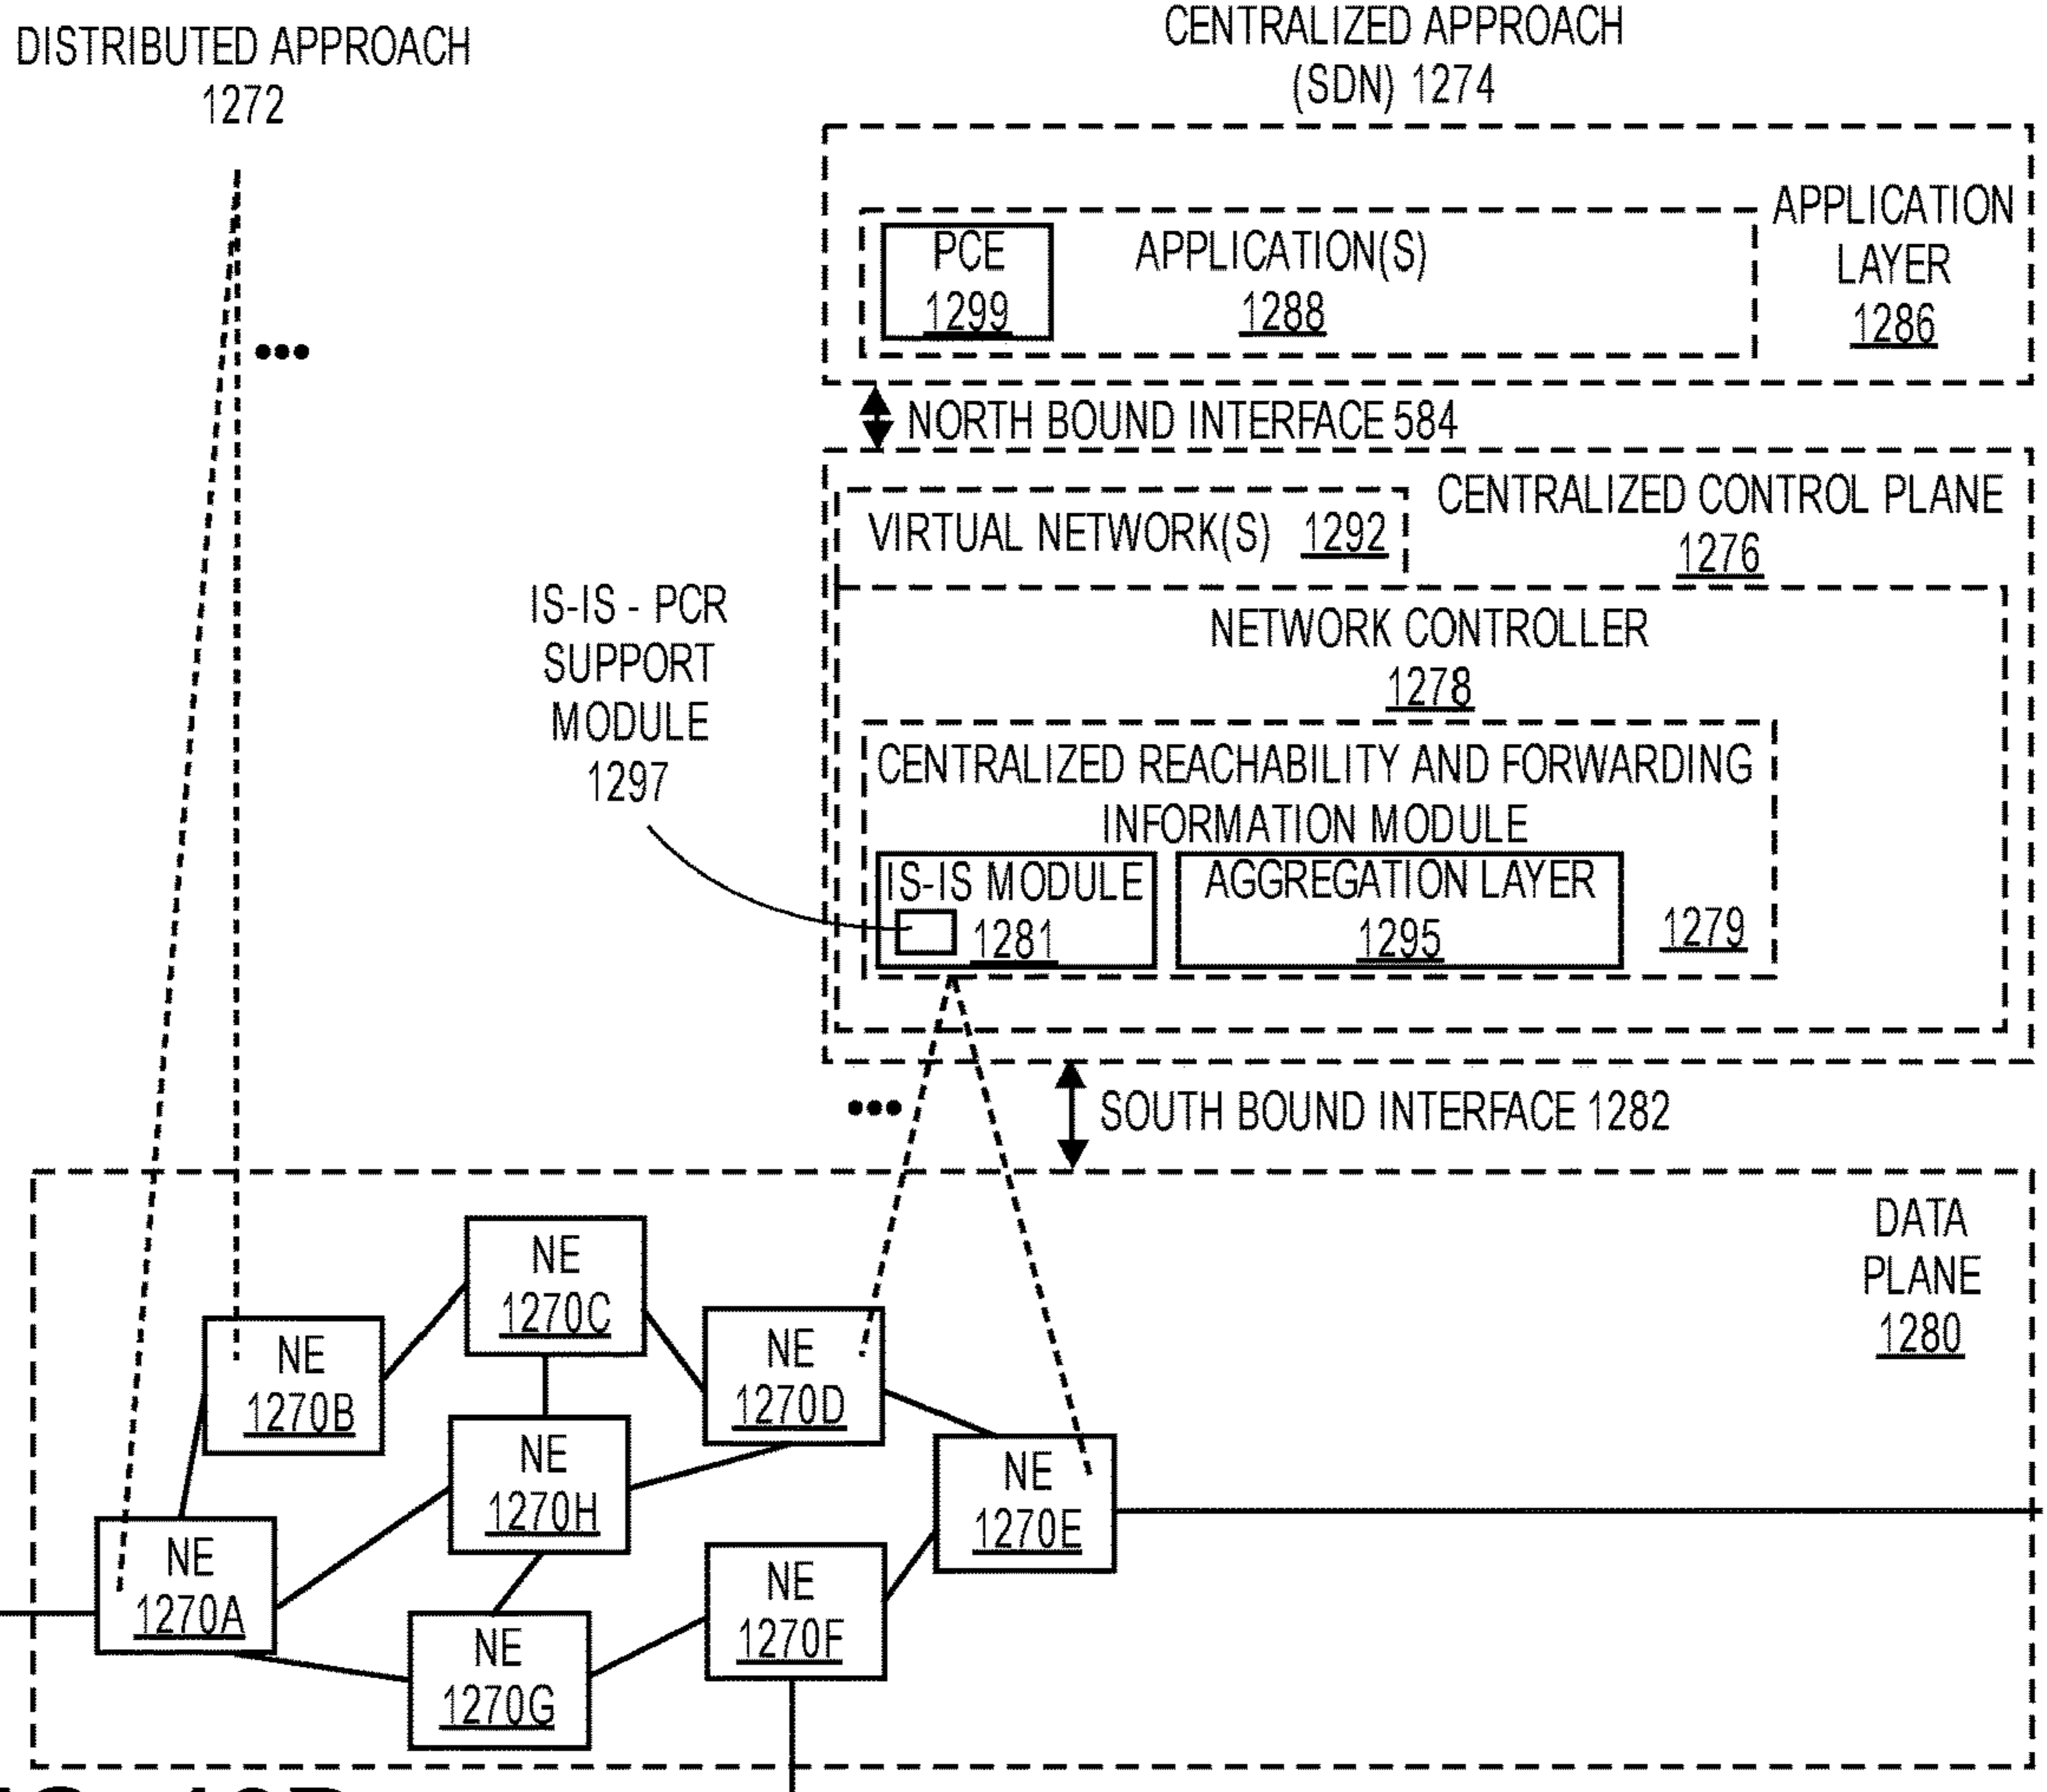 DISTRIBUTED APPROACH
1272
CENTRALIZED APPROACH
(SDN) 1274
PCE
1299
APPLICATION(S)
1288
APPLICATION
LAYER
1286
NORTH BOUND INTERFACE 584
VIRTUAL NETWORK(S) 1292
CENTRALIZED CONTROL PLANE
1276
IS-IS - PCR
SUPPORT
MODULE
1297
NETWORK CONTROLLER
1278
CENTRALIZED REACHABILITY AND FORWARDING
INFORMATION MODULE
IS-IS MODULE
1281
AGGREGATION LAYER
1295
1279
SOUTH BOUND INTERFACE 1282
DATA
PLANE
1280
NE
1270C
NE
1270B
NE
1270D
NE
1270H
NE
1270E
NE
1270A
NE
1270F
NE
1270G